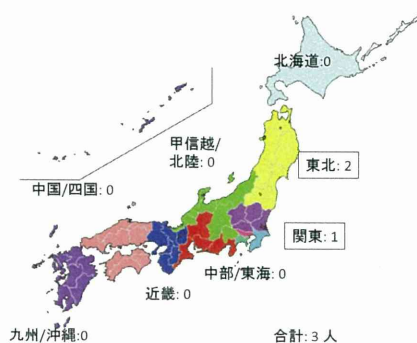 北海道:0
甲信越/
北陸: 0
東北: 2
中国/四国: 0
関東: 1
中部/東海: 0
近畿: 0
九州/沖縄:0
合計: 3 人